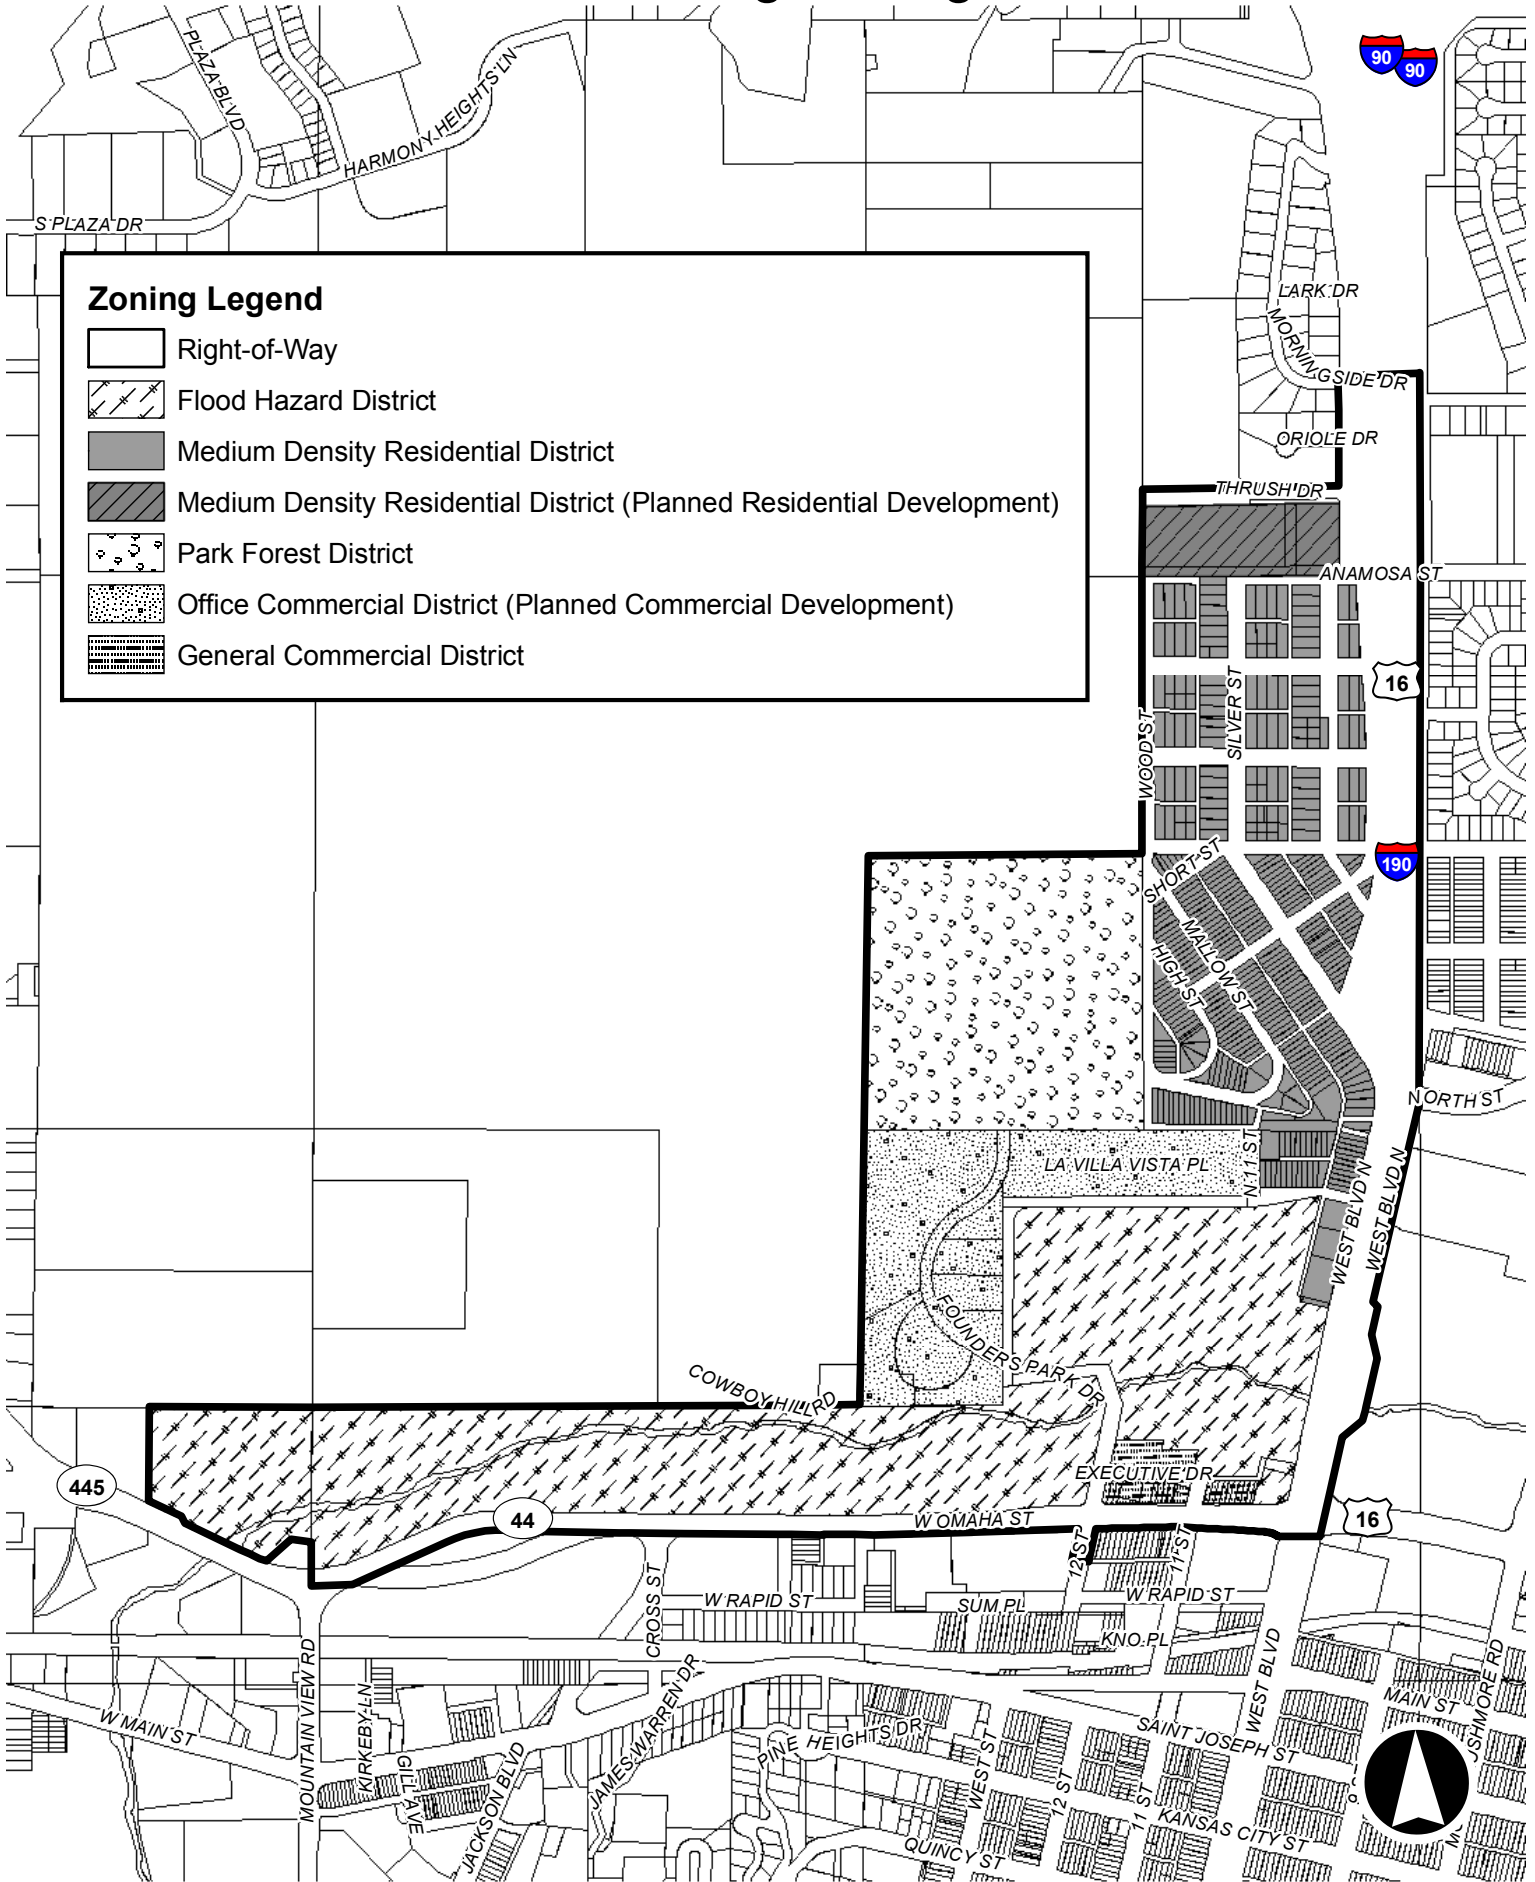 PLAZA BLVD
HARMONY HEIGHTS LN
S PLAZA DR
90
90
Zoning Legend
Right-of-Way
Flood Hazard District
Medium Density Residential District
Medium Density Residential District (Planned Residential Development)
Park Forest District
Office Commercial District (Planned Commercial Development)
General Commercial District
LARK DR
MORNINGSIDE DR
ORIOLE DR
THRUSH DR
ANAMOSA ST
16
SILVER ST
WOOD ST
SHORT ST
190
MALLOW ST
HIGH ST
NORTH ST
LA VILLA VISTA PL
N 11 ST
WEST BLVD N
WEST BLVD N
FOUNDERS PARK DR
COWBOY HILL RD
EXECUTIVE DR
445
44
W OMAHA ST
16
12 ST
11 ST
CROSS ST
W RAPID ST
SUM PL
W RAPID ST
KNO PL
MOUNTAIN VIEW RD
W MAIN ST
KIRKEBY LN
GILL AVE
JACKSON BLVD
JAMES WARREN DR
PINE HEIGHTS DR
WEST ST
12 ST
11 ST
WEST BLVD
MAIN ST
SAINT JOSEPH ST
KANSAS CITY ST
QUINCY ST